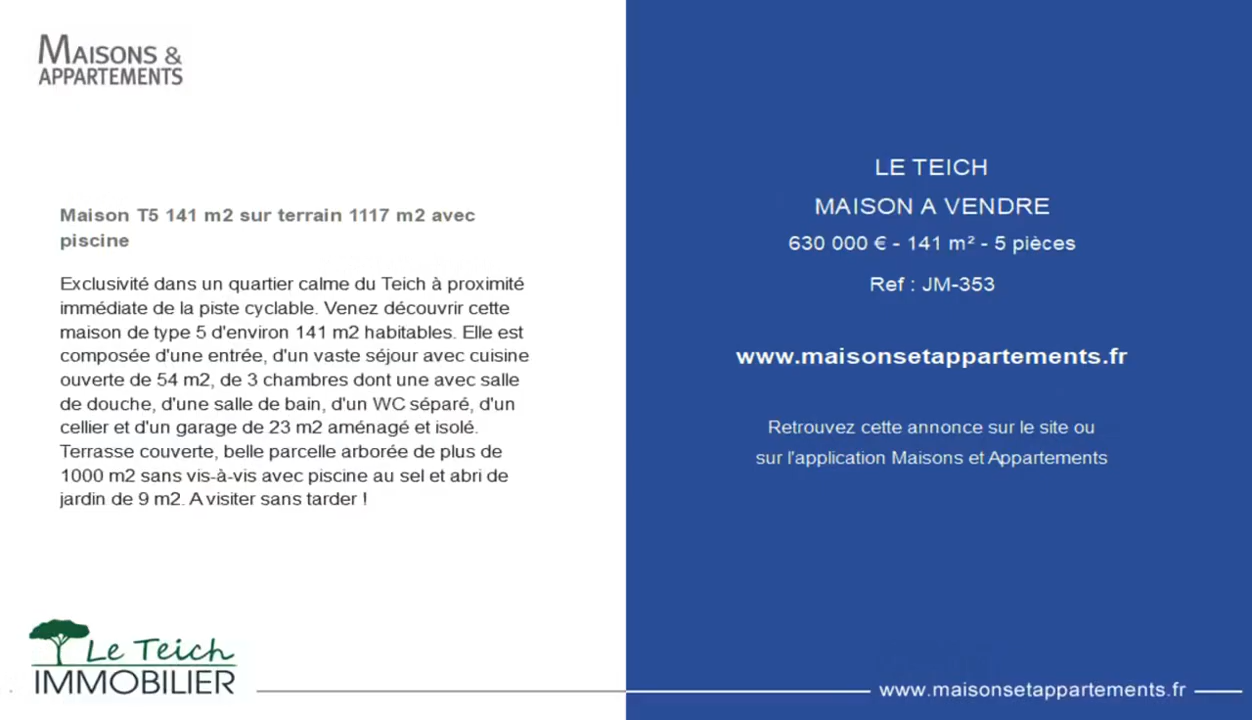 MAISONS &
APPARTEMENTS
Maison T5 141 m2 sur terrain 1117 m2 avec
piscine
Exclusivité dans un quartier calme du Teich à proximité
immédiate de la piste cyclable. Venez découvrir cette
maison de type 5 d'environ 141 m2 habitables. Elle est
composée d'une entrée, d'un vaste séjour avec cuisine
ouverte de 54 m2, de 3 chambres dont une avec salle
de douche, d'une salle de bain, d'un WC séparé, d'un
cellier et d'un garage de 23 m2 aménagé et isolé.
Terrasse couverte, belle parcelle arborée de plus de
1000 m2 sans vis-à-vis avec piscine au sel et abri de
jardin de 9 m2. A visiter sans tarder !
Le Teich
IMMOBILIER
LE TEICH
MAISON A VENDRE
630 000 € - 141 m² - 5 pièces
Ref : JM-353
www.maisonsetappartements.fr
Retrouvez cette annonce sur le site ou
sur l'application Maisons et Appartements
www.maisonsetappartements.fr